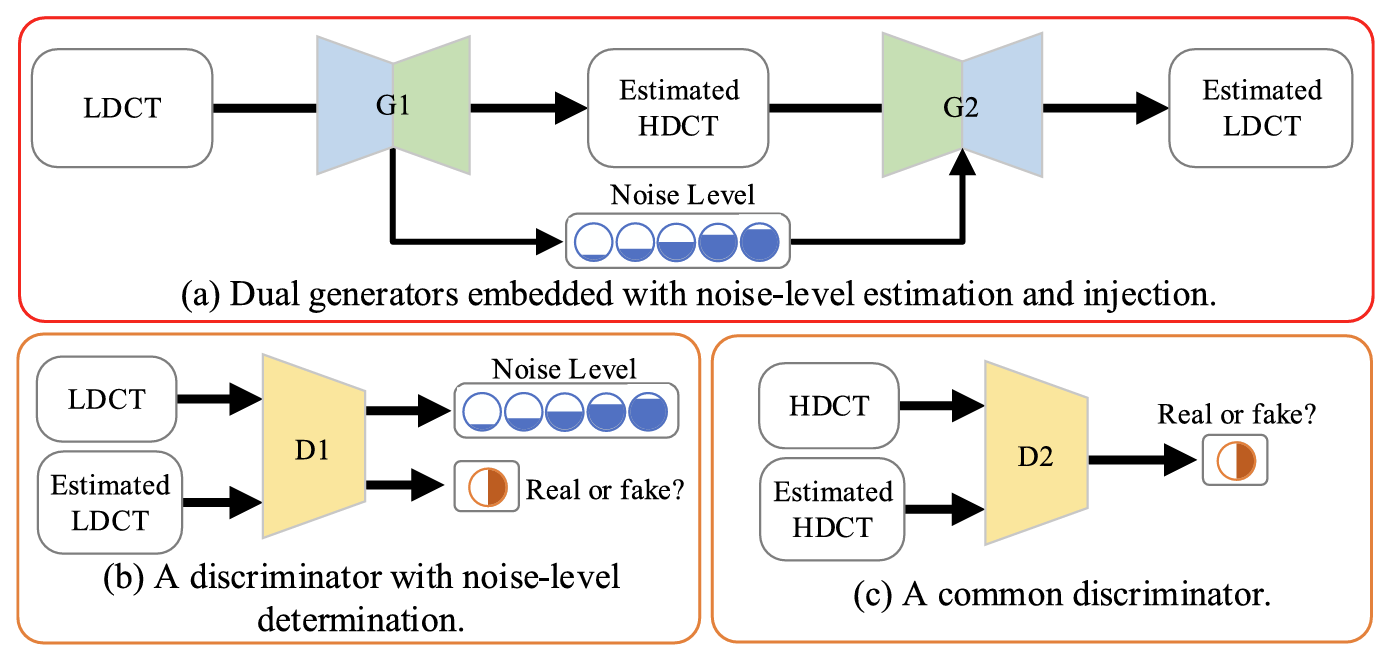 LDCT
G1
Estimated
HDCT
G2
Estimated
LDCT
Noise Level
(a) Dual generators embedded with noise-level estimation and injection.
LDCT
Estimated
LDCT
D1
Noise Level
Real or fake?
(b) A discriminator with noise-level
determination.
HDCT
Estimated
HDCT
D2
Real or fake?
(c) A common discriminator.